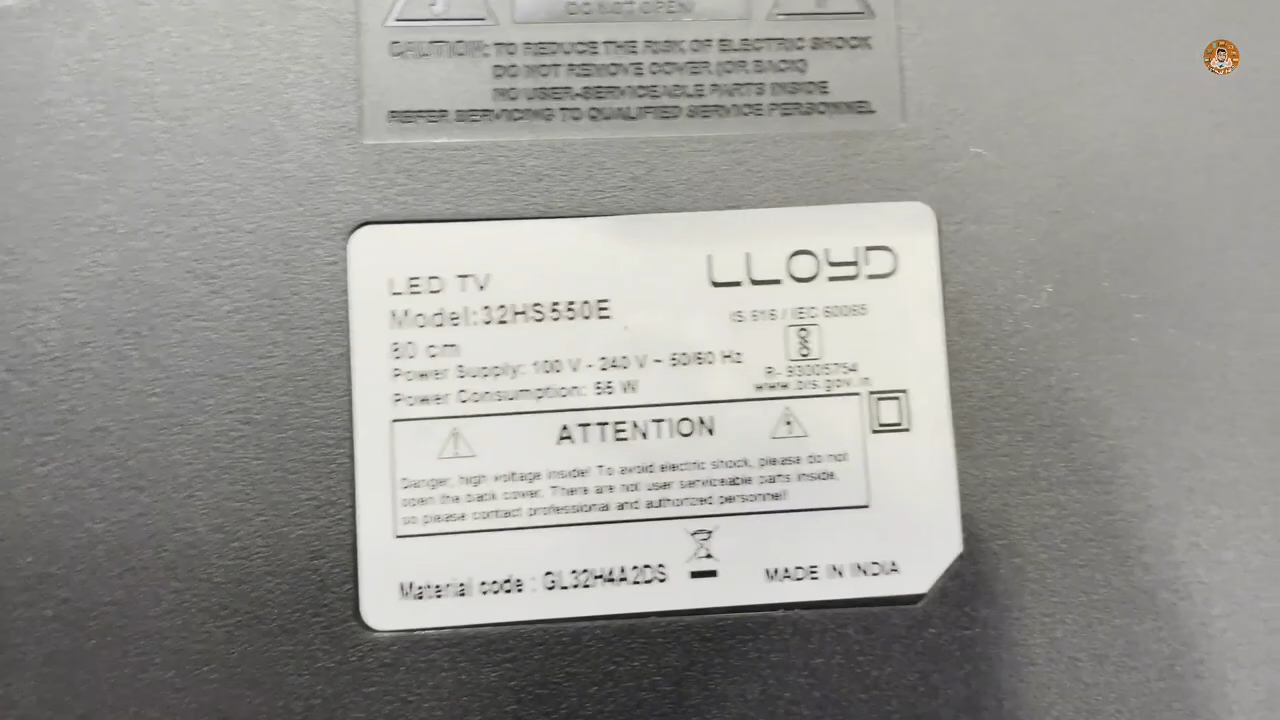 DO NOT OPEN
CAUTION: TO REDUCE THE RISK OF ELECTRIC SHOCK
DO NOT REMOVE COVER (OR BACK)
NO USER-SERVICEABLE PARTS INSIDE
REFER SERVICING TO QUALIFIED SERVICE PERSONNEL
LED TV
LLOYD
Model:32HS550E
IS 616 / IEC 60065
80 cm
Power Supply: 100 V - 240 V ~ 50/60 Hz
R- 93005754
Power Consumption: 55 W
www.bis.gov.in
ATTENTION
Danger, high voltage inside! To avoid electric shock, please do not
open the back cover. There are not user serviceable parts inside,
so please contact professional and authorized personnel!
Material code : GL32H4A2DS
MADE IN INDIA